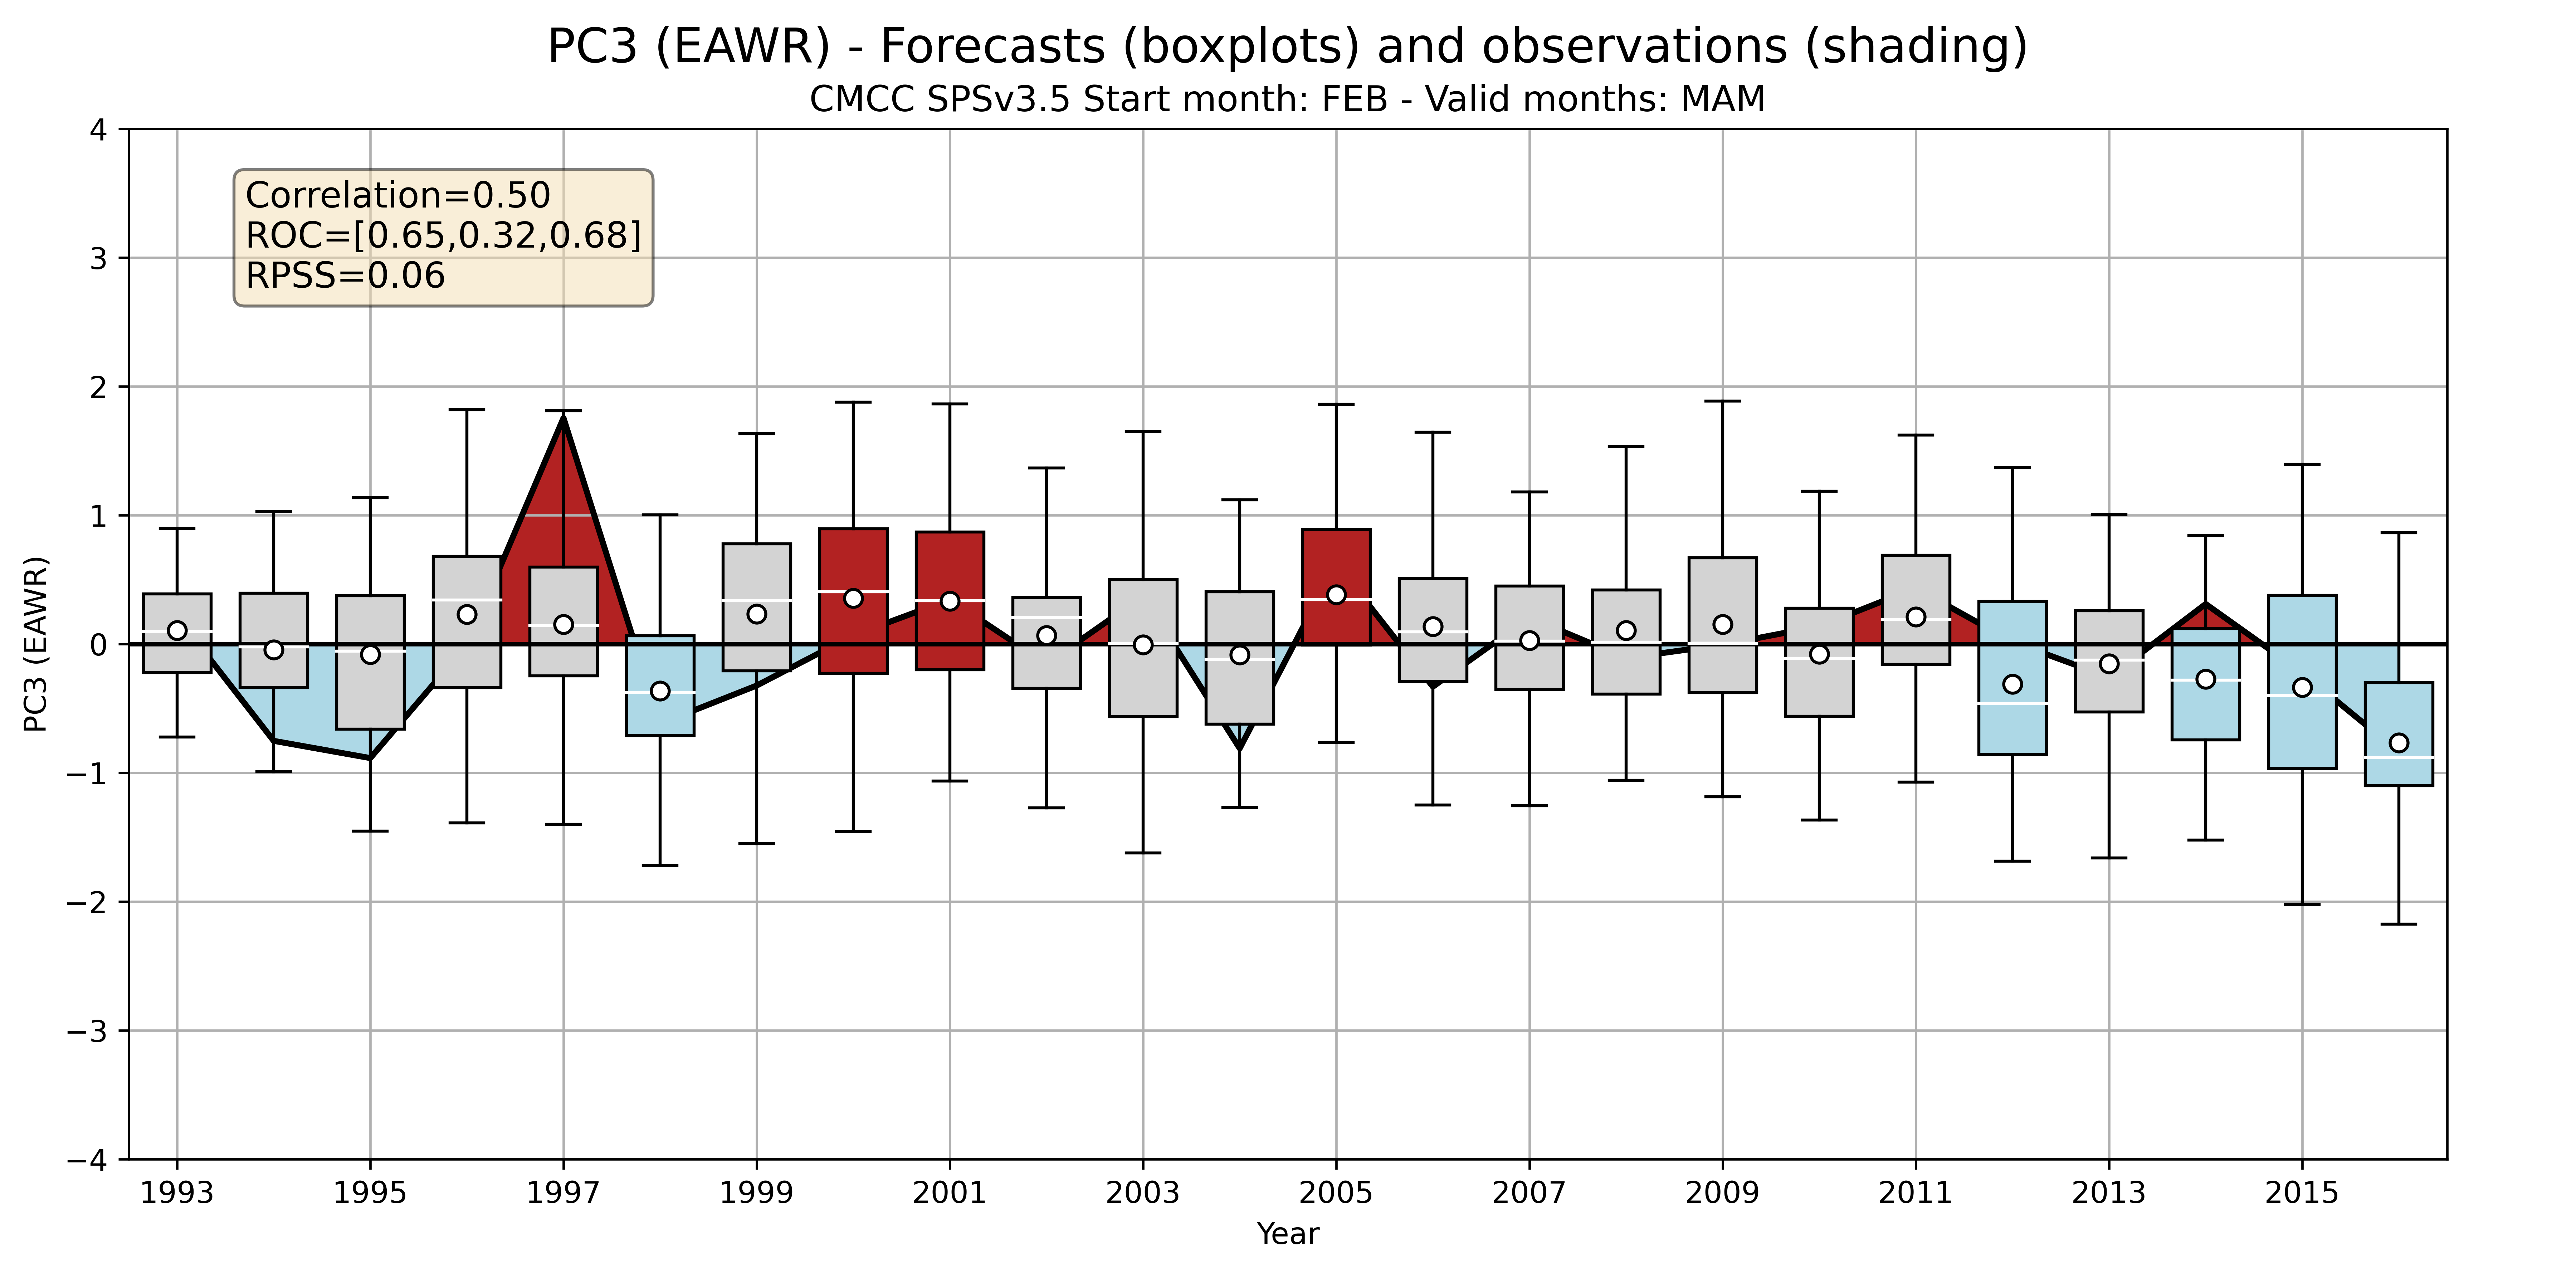 PC3 (EAWR) - Forecasts (boxplots) and observations (shading)
CMCC SPSv3.5 Start month: FEB - Valid months: MAM
Correlation=0.50
ROC=[0.65,0.32,0.68]
RPSS=0.06
PC3 (EAWR)
4
3
2
1
0
−1
−2
−3
−4
1993 1995 1997 1999 2001 2003 2005 2007 2009 2011 2013 2015
Year